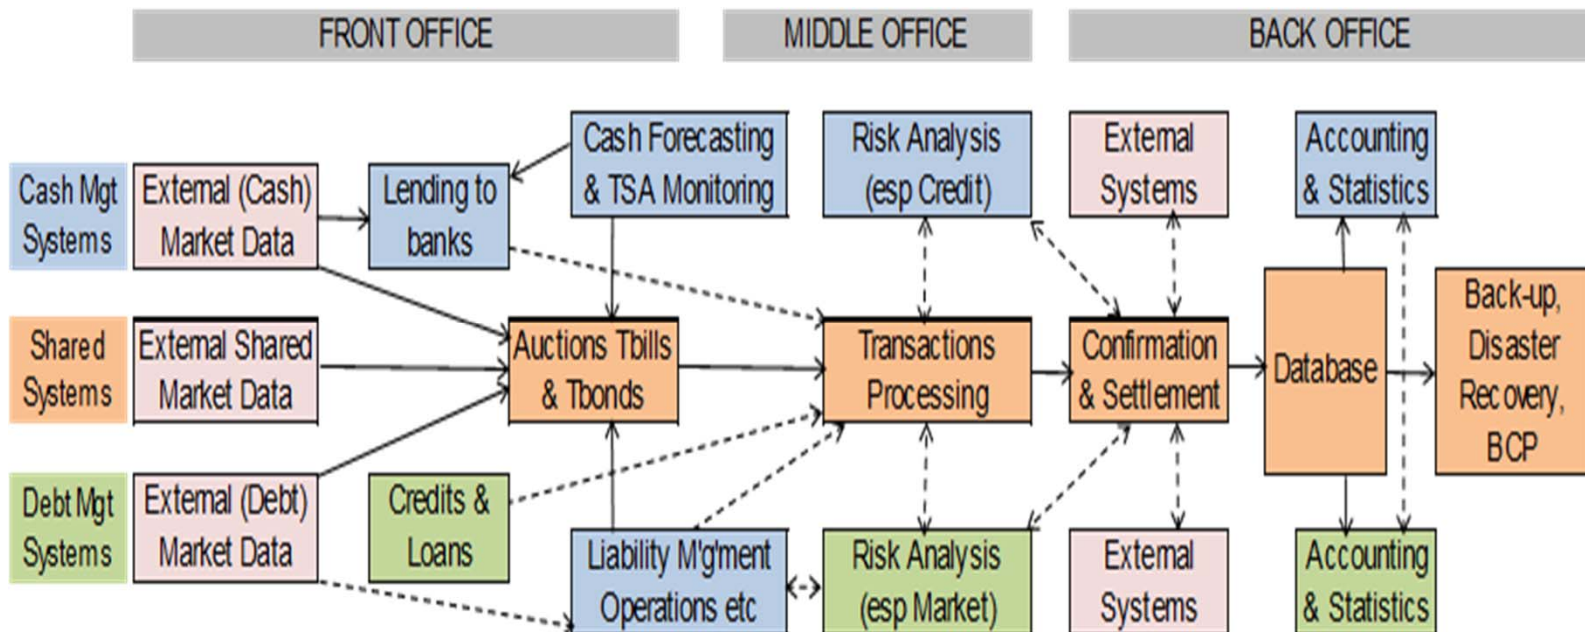 FRONT OFFICE
MIDDLE OFFICE
BACK OFFICE
Cash Mgt
Systems
External (Cash)
Market Data
Lending to
banks
Cash Forecasting
& TSA Monitoring
Risk Analysis
(esp Credit)
External
Systems
Accounting
& Statistics
Shared
Systems
External Shared
Market Data
Auctions Tbills
& Tbonds
Transactions
Processing
Confirmation
& Settlement
Database
Back-up,
Disaster
Recovery,
BCP
Debt Mgt
Systems
External (Debt)
Market Data
Credits &
Loans
Liability M'g'ment
Operations etc
Risk Analysis
(esp Market)
External
Systems
Accounting
& Statistics